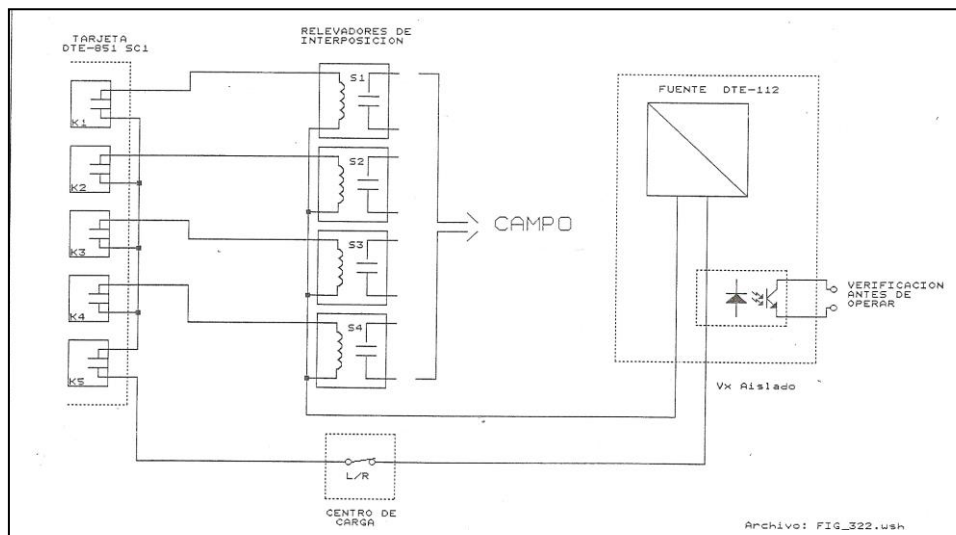 TARJETA
DTE-851 SC1
K1
K2
K3
K4
K5
RELEVADORES DE
INTERPOSICION
S1
S2
S3
S4
CAMPO
FUENTE DTE-112
VERIFICACION
ANTES DE
OPERAR
Vx Aislado
L/R
CENTRO DE
CARGA
Archivo: FIG_322.wsh